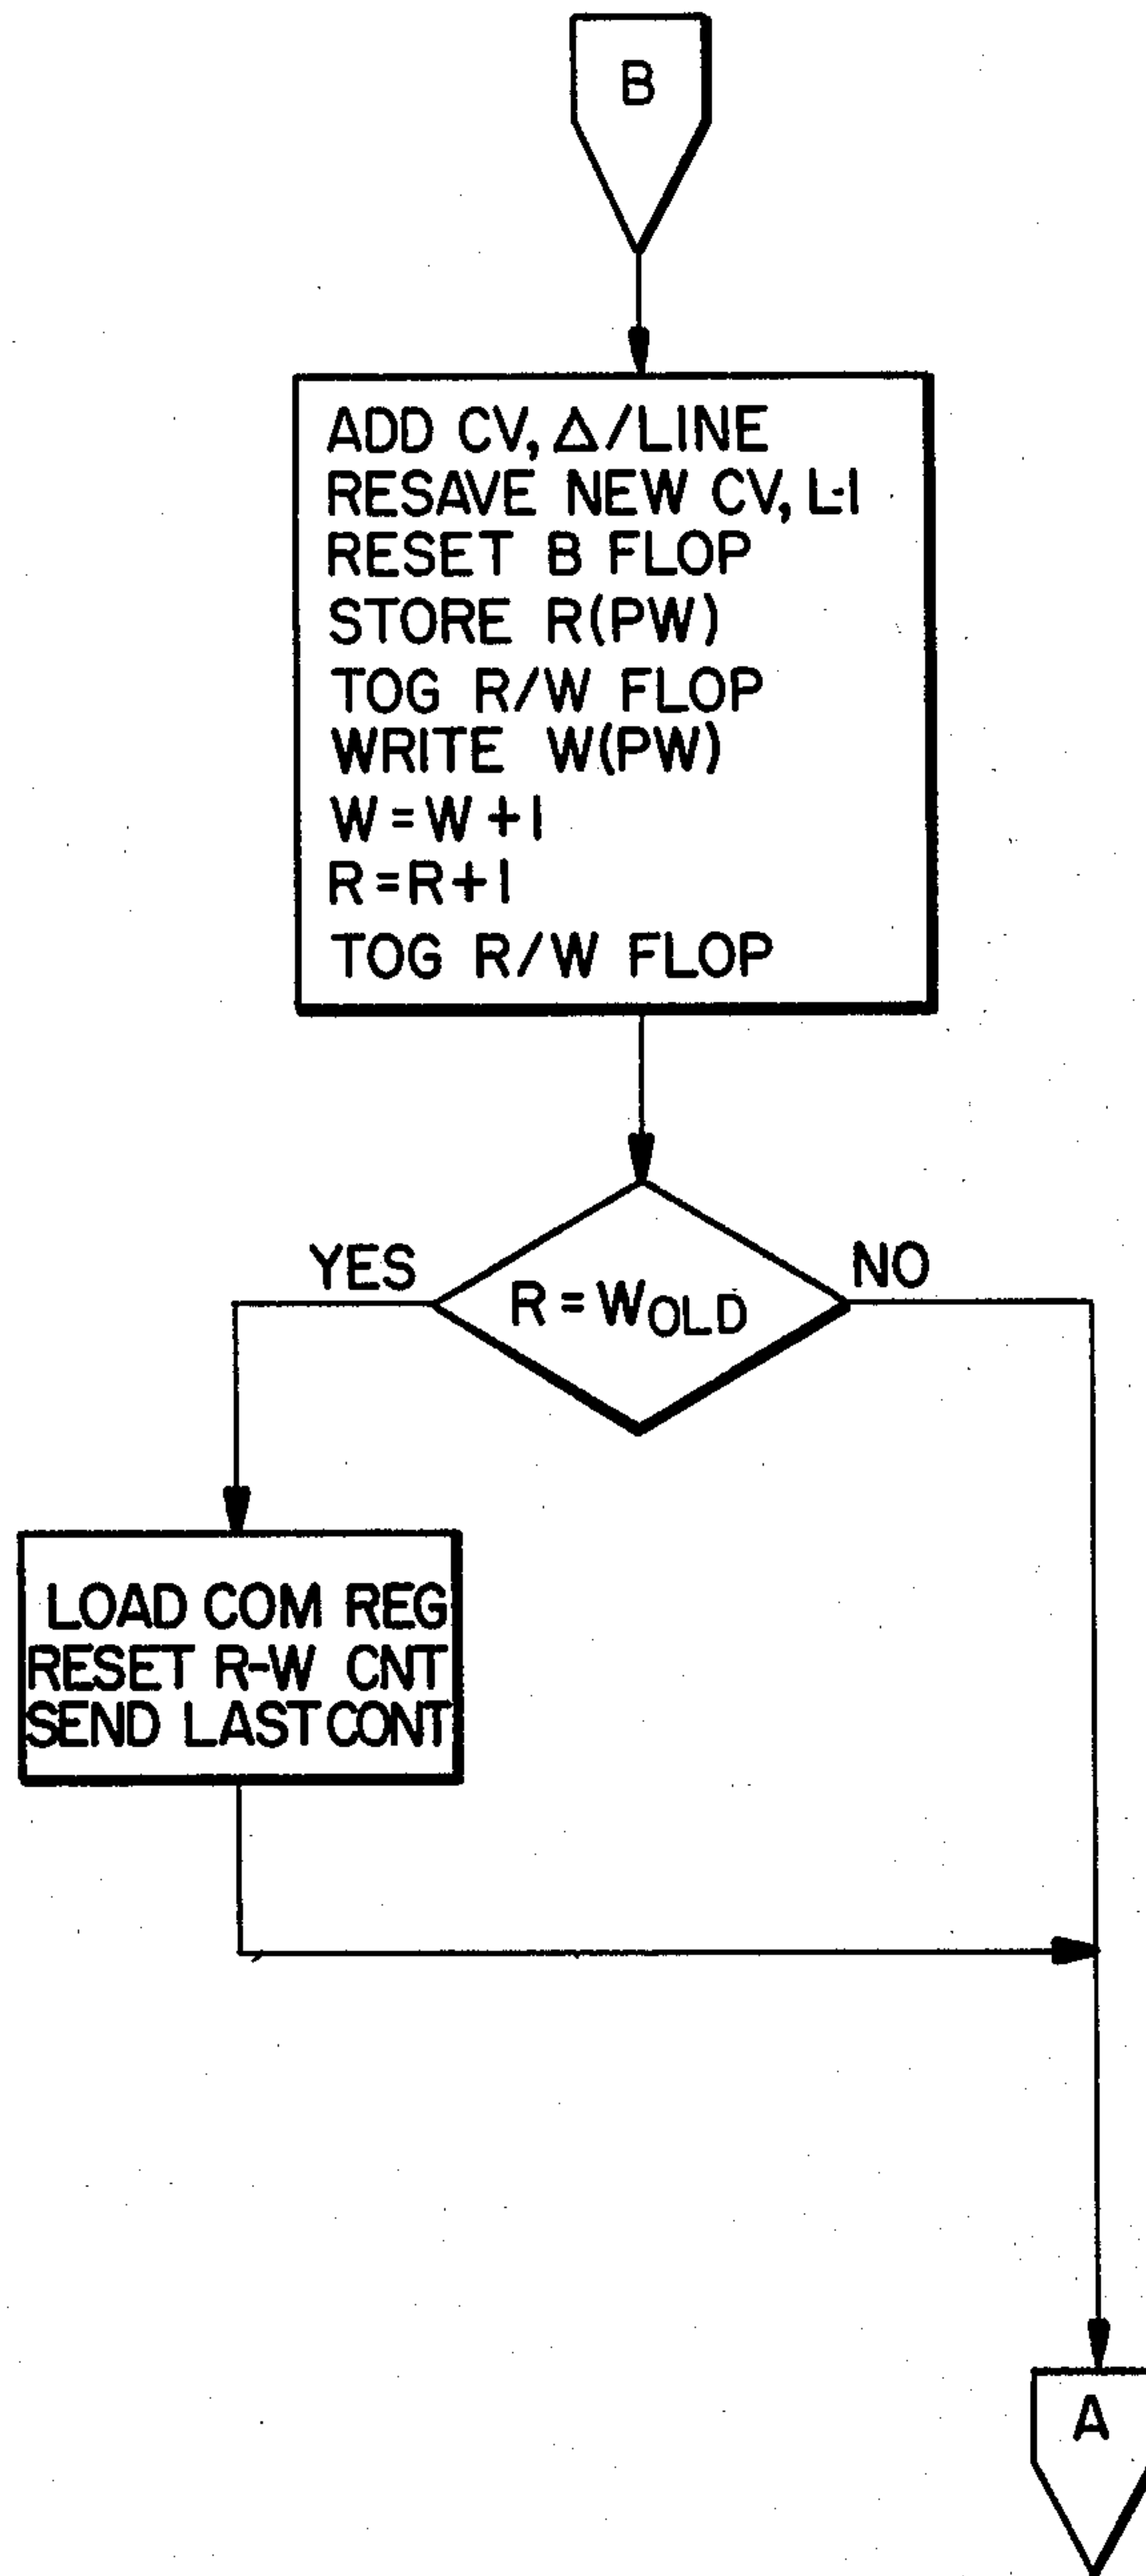 B
ADD CV, Δ/LINE
RESAVE NEW CV, L-1
RESET B FLOP
STORE R(PW)
TOG R/W FLOP
WRITE W(PW)
W=W+1
R=R+1
TOG R/W FLOP
YES
R=WOLD
NO
LOAD COM REG
RESET R-W CNT
SEND LAST CONT
A